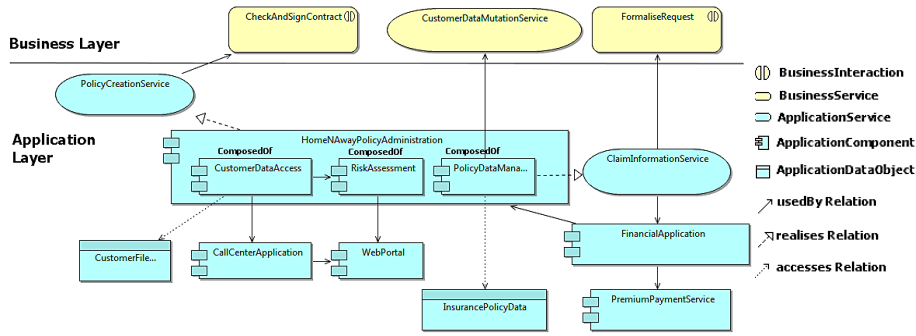 CheckAndSignContract
CustomerDataMutationService
FormaliseRequest
Business Layer
PolicyCreationService
BusinessInteraction
BusinessService
ApplicationService
ApplicationComponent
ApplicationDataObject
usedBy Relation
realises Relation
accesses Relation
Application
Layer
HomeNAwayPolicyAdministration
ComposedOf
ComposedOf
ComposedOf
CustomerDataAccess
RiskAssessment
PolicyDataMana...
ClaimInformationService
FinancialApplication
CustomerFile...
CallCenterApplication
WebPortal
InsurancePolicyData
PremiumPaymentService